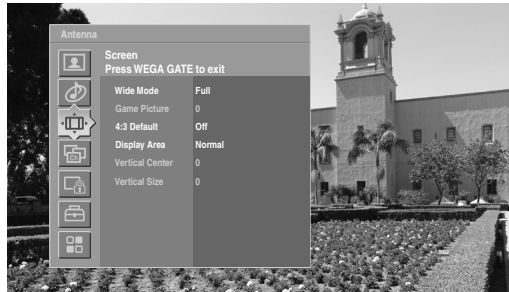 Antenna
Screen
Press WEGA GATE to exit
Wide Mode Full
Game Picture 0
4:3 Default Off
Display Area Normal
Vertical Center 0
Vertical Size 0
Ch